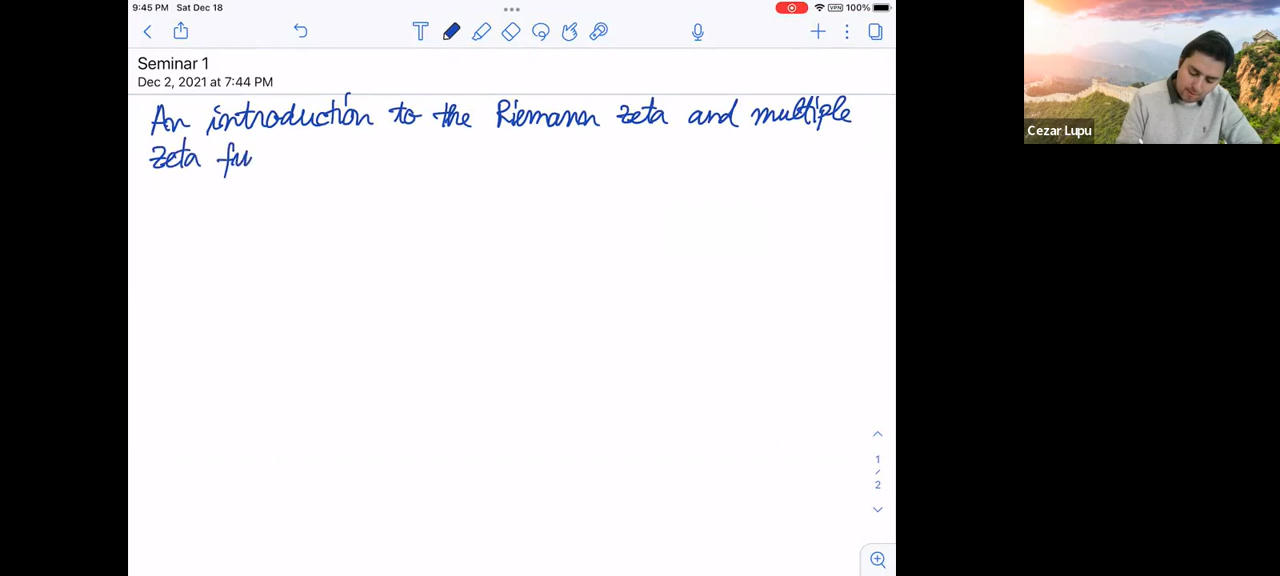 9:45 PM Sat Dec 18
VPN 100%
Seminar 1
Dec 2, 2021 at 7:44 PM
An introduction to the Riemann zeta and multiple
zeta fu
Cezar Lupu
1
/
2